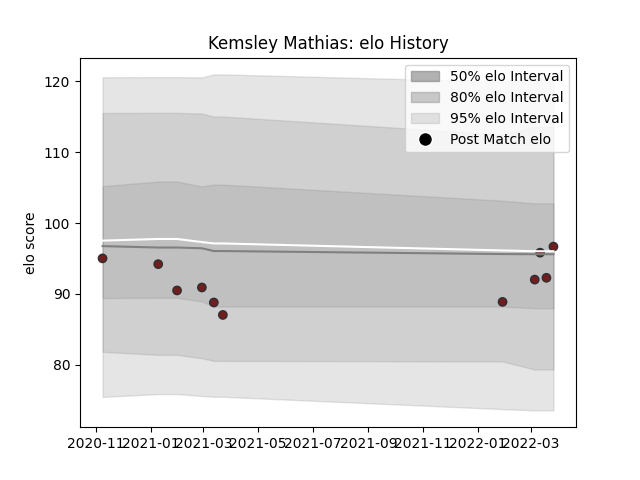 Kemsley Mathias: elo History
50% elo Interval
80% elo Interval
95% elo Interval
Post Match elo
elo score
120
110
100
90
80
2020-11 2021-01 2021-03 2021-05 2021-07 2021-09 2021-11 2022-01 2022-03